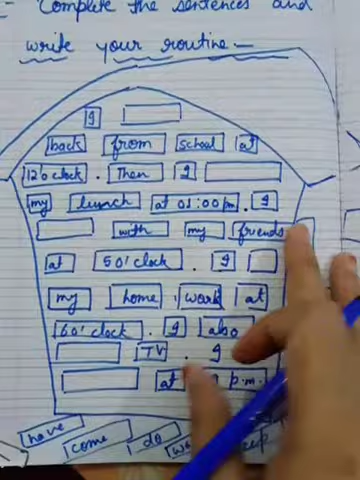 - Complete the sentences and
write your routine -
I
back from school at
12 o'clock . Then I
my lunch at 01:00 pm . I
with my friends
at 5 o'clock . I
my home work at
6 o'clock . I also
TV . I
at p.m.
have come do